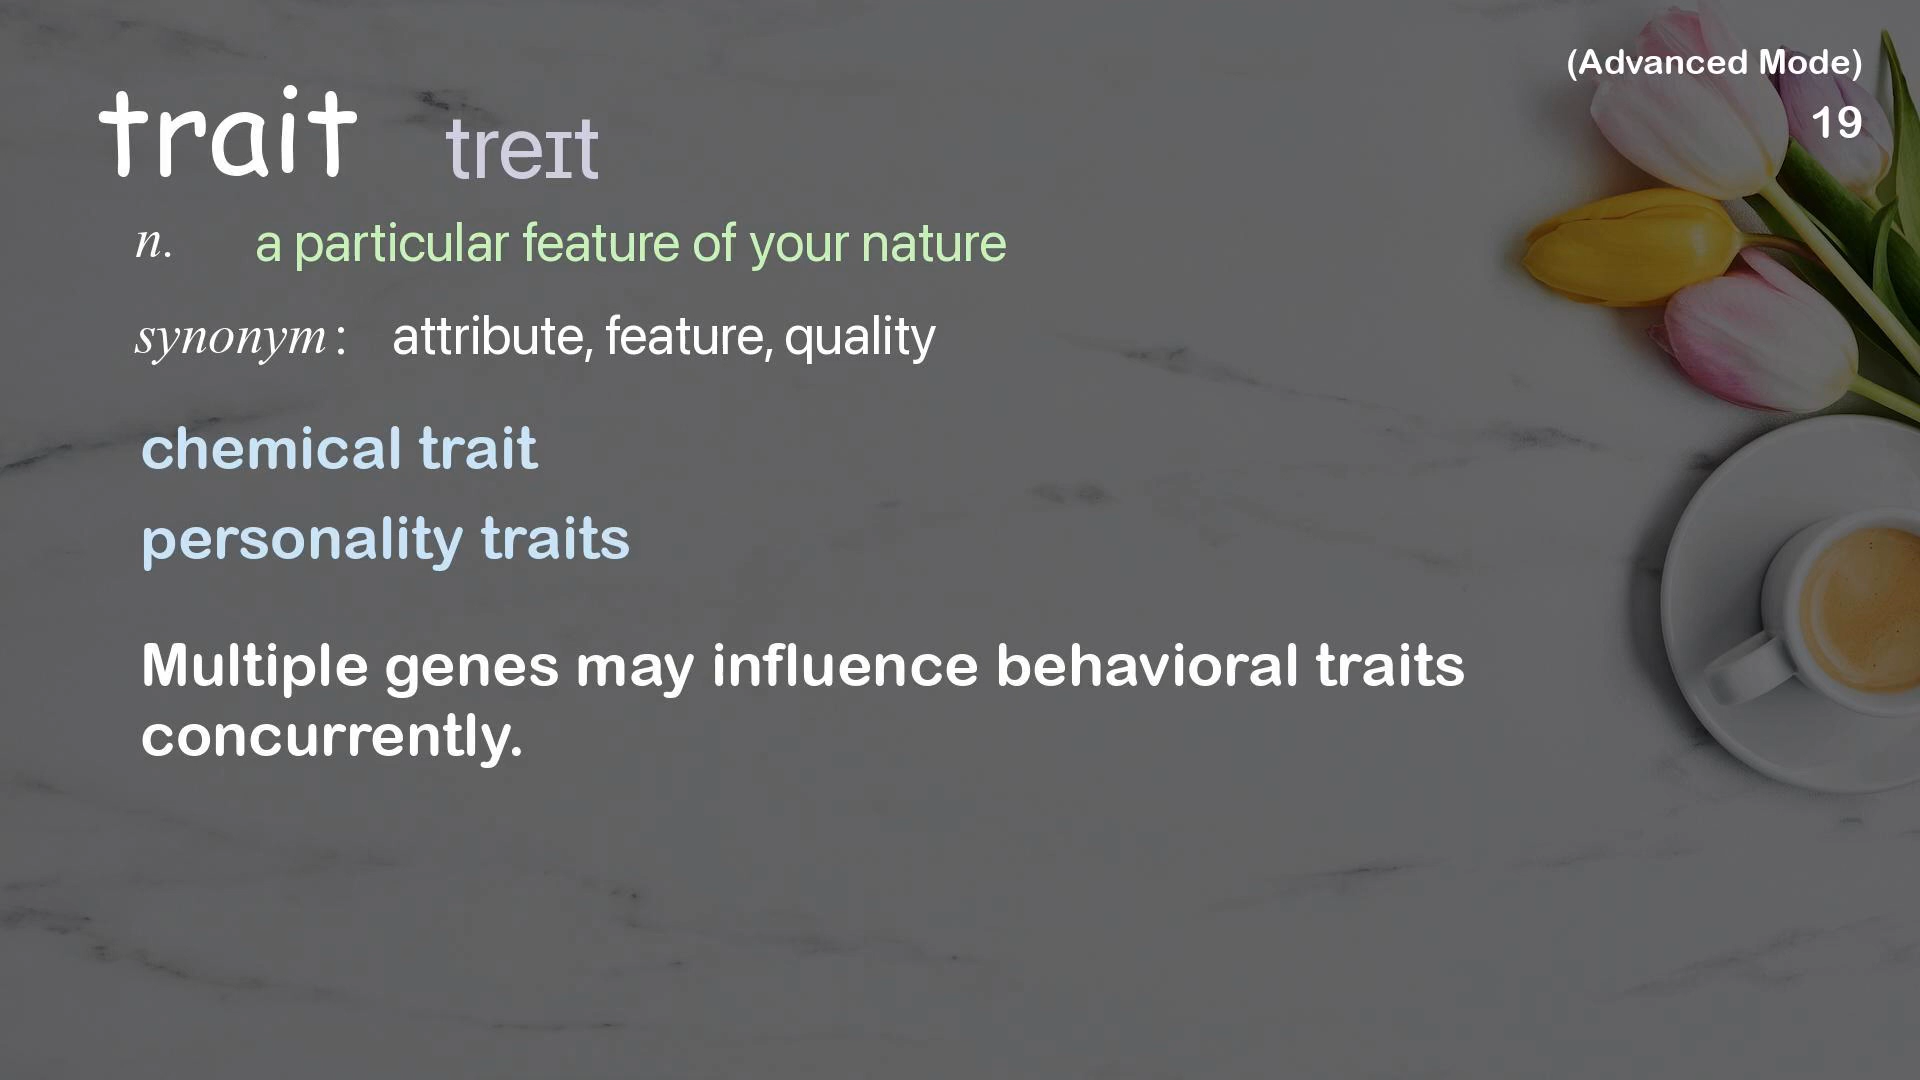 (Advanced Mode)
19
trait treɪt
n. a particular feature of your nature
synonym: attribute, feature, quality
chemical trait
personality traits
Multiple genes may influence behavioral traits
concurrently.